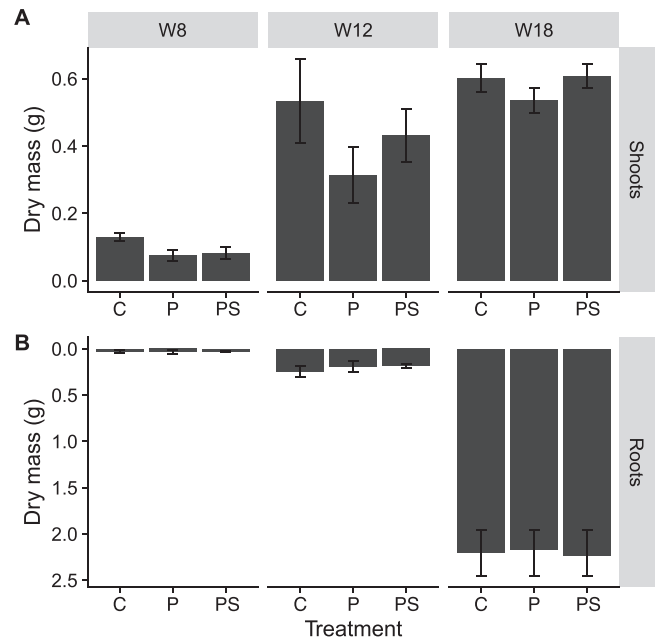 A
W8 W12 W18
Dry mass (g)
0.6
0.4
0.2
0.0
Shoots
C P PS C P PS C P PS
B
Dry mass (g)
0.0
0.5
1.0
1.5
2.0
2.5
Roots
C P PS C P PS C P PS
Treatment